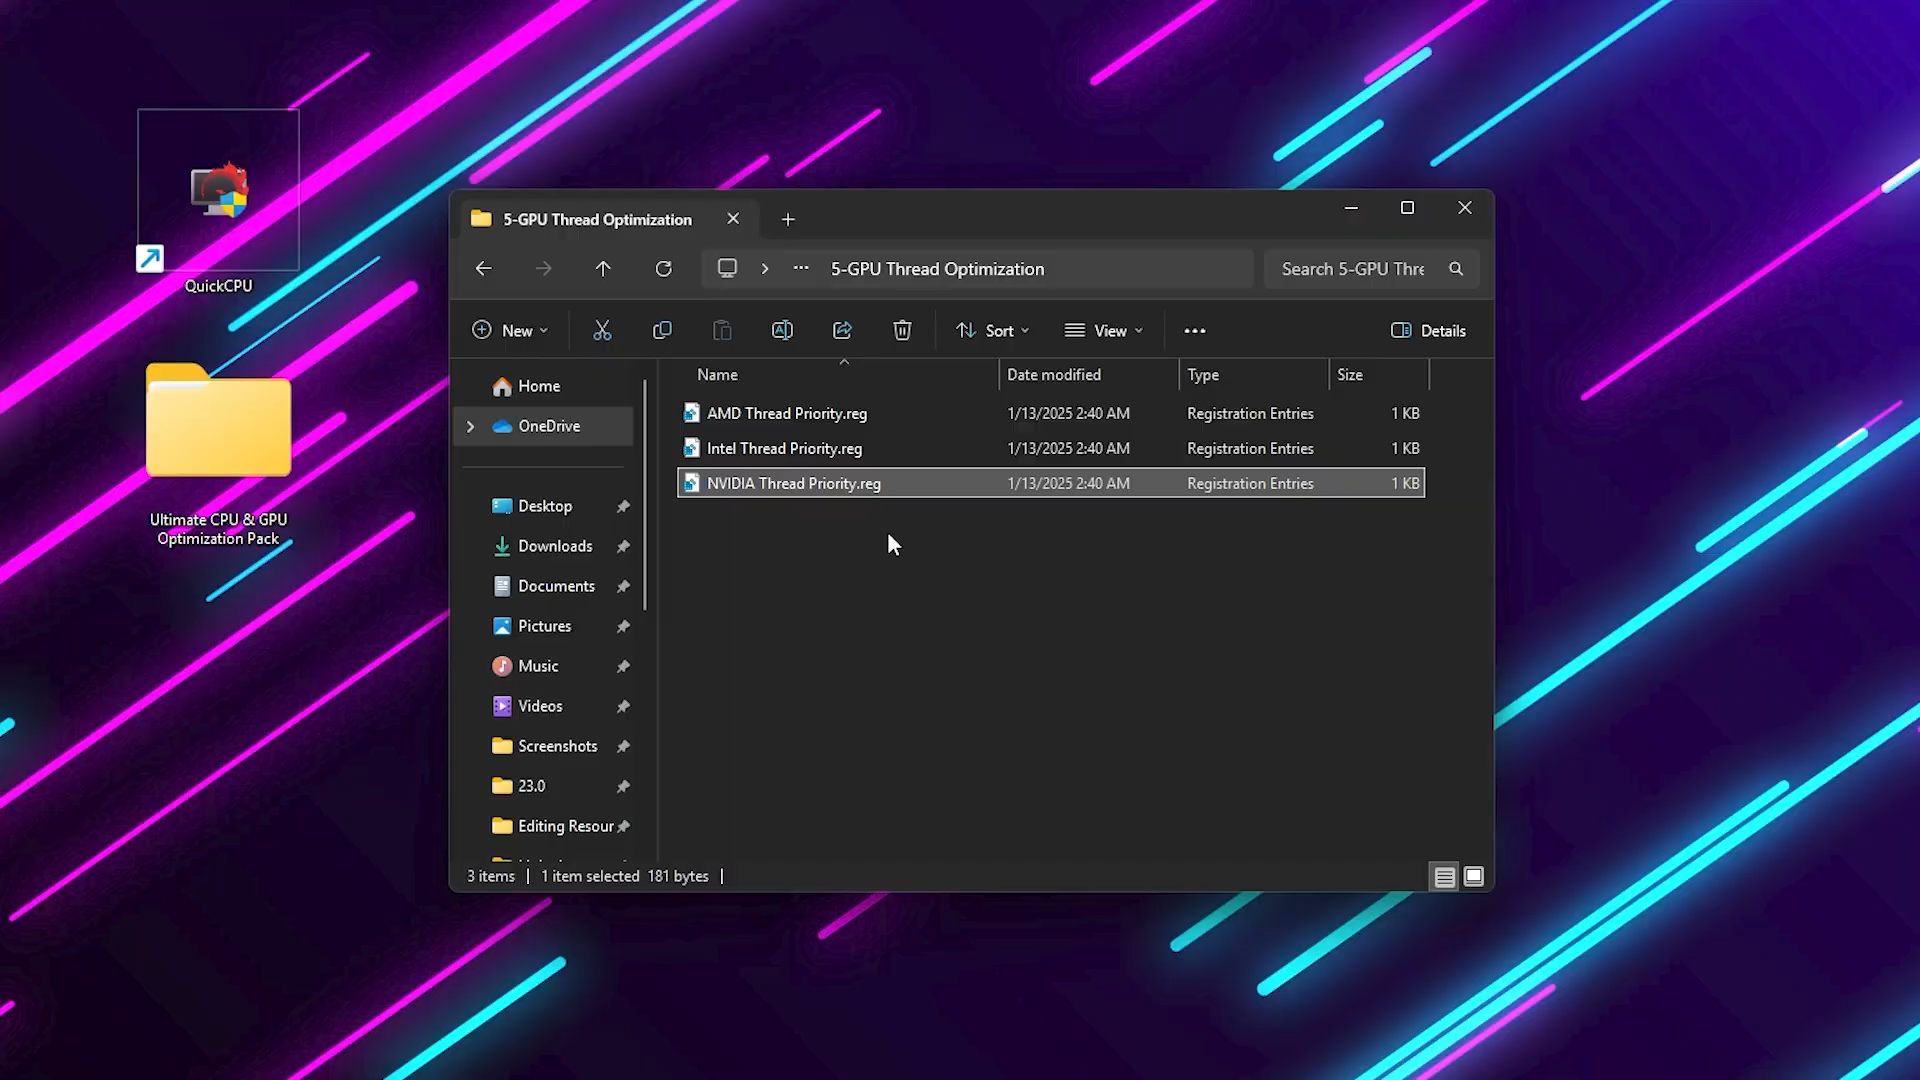 QuickCPU
Ultimate CPU & GPU
Optimization Pack
5-GPU Thread Optimization
5-GPU Thread Optimization
Search 5-GPU Thre
New
Sort
View
Details
Name Date modified Type Size
AMD Thread Priority.reg 1/13/2025 2:40 AM Registration Entries 1 KB
Intel Thread Priority.reg 1/13/2025 2:40 AM Registration Entries 1 KB
NVIDIA Thread Priority.reg 1/13/2025 2:40 AM Registration Entries 1 KB
Home
OneDrive
Desktop
Downloads
Documents
Pictures
Music
Videos
Screenshots
23.0
Editing Resour
3 items 1 item selected 181 bytes